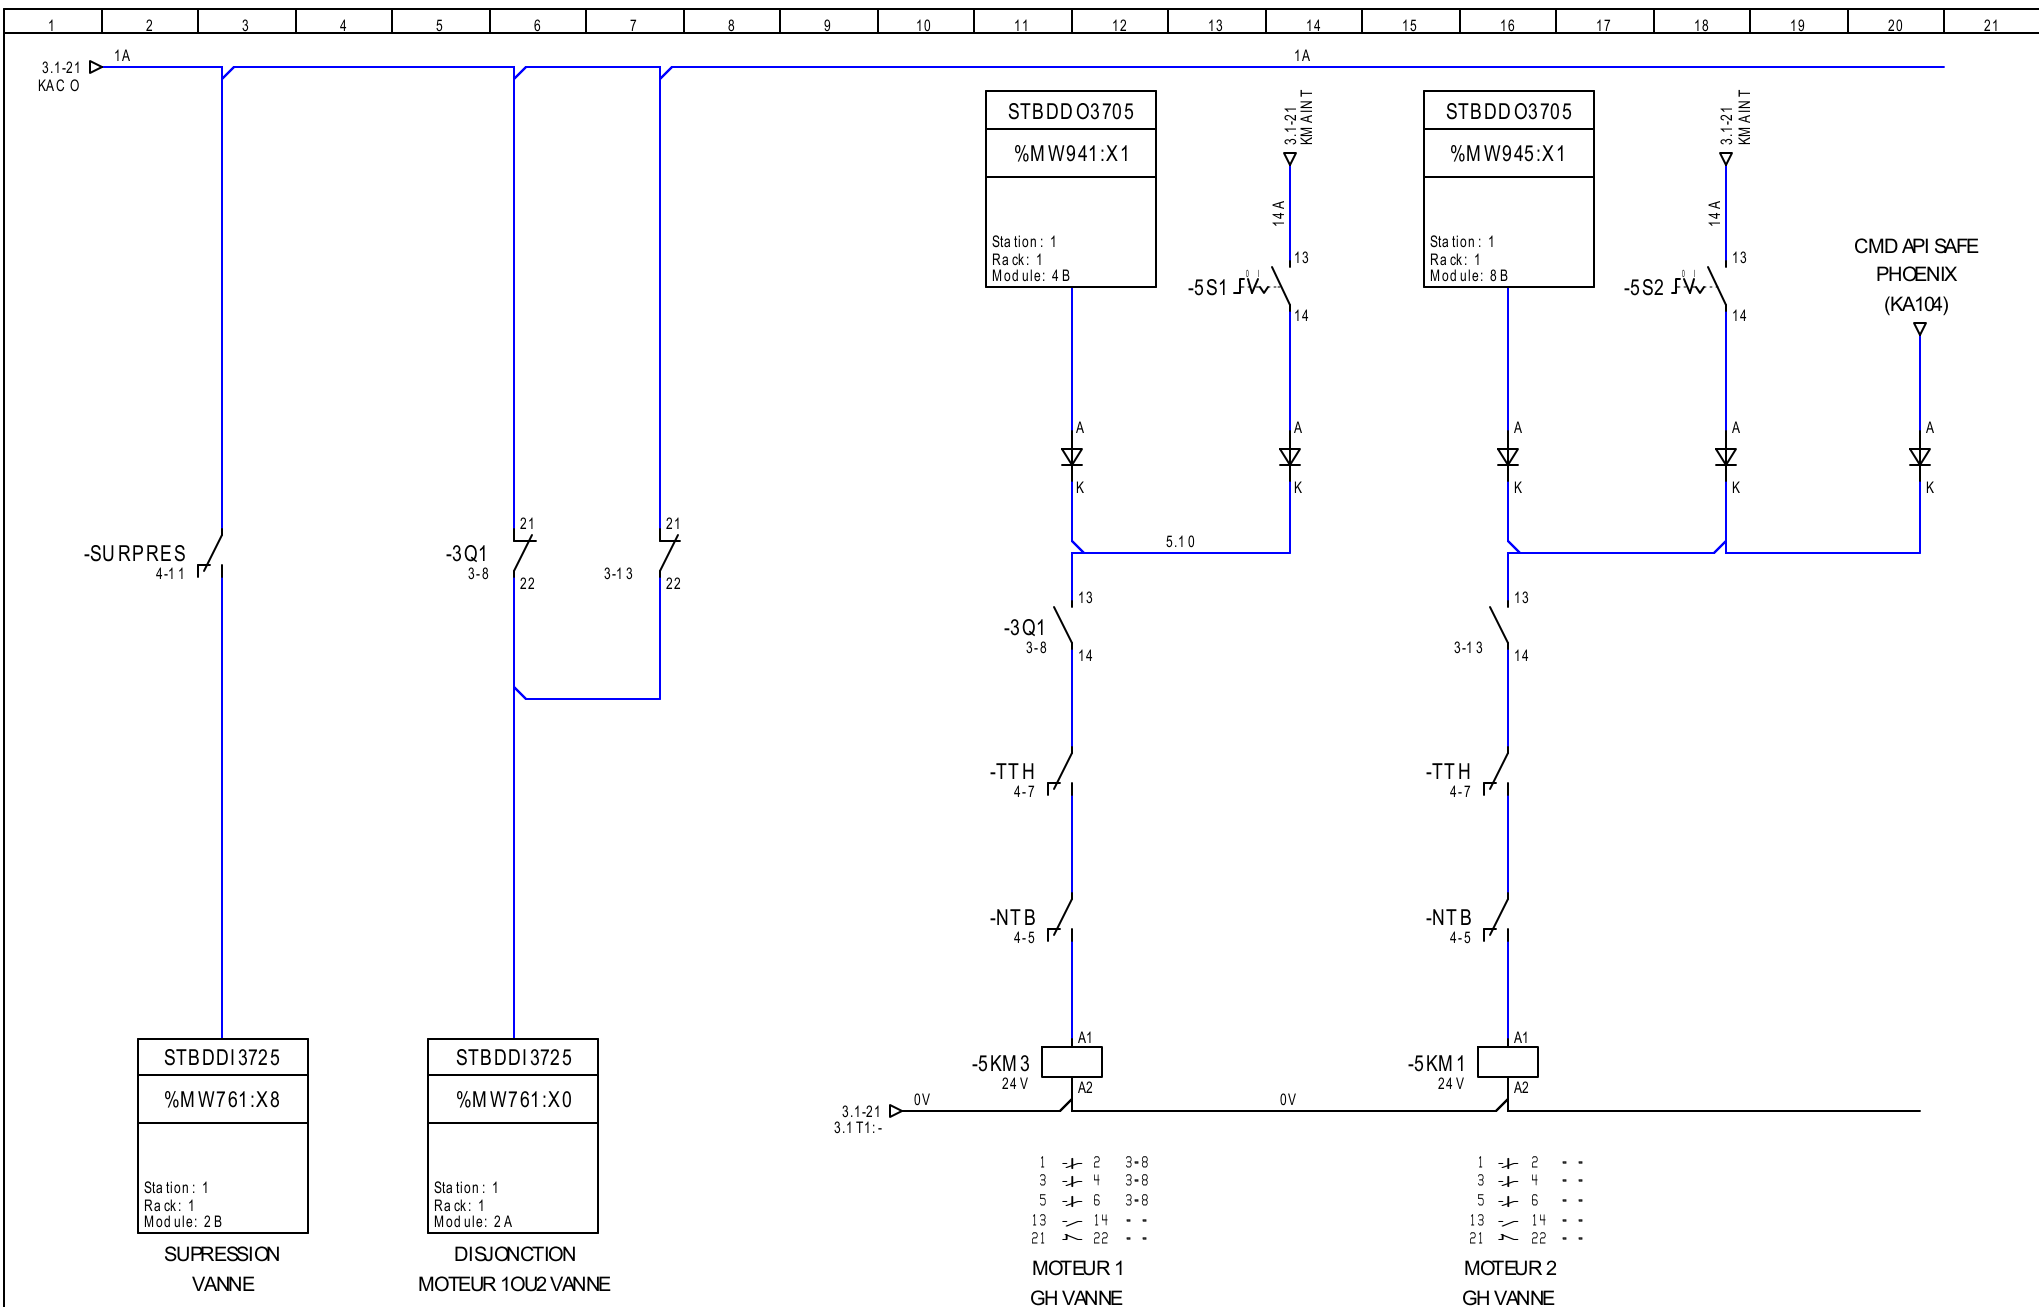 1 2 3 4 5 6 7 8 9 10 11 12 13 14 15 16 17 18 19 20 21
3.1-21
KACO
1A
1A
STBDDO3705
%MW941:X1
Station: 1
Rack: 1
Module: 4B
3.1-21
KMAINT
14A
13
-5S1
0 1
14
STBDDO3705
%MW945:X1
Station: 1
Rack: 1
Module: 8B
3.1-21
KMAINT
14A
13
-5S2
0 1
14
CMD API SAFE
PHOENIX
(KA104)
A
K
A
K
A
K
A
K
A
K
-SURPRES
4-11
21
-3Q1
3-8
22
21
3-13
22
5.10
13
-3Q1
3-8
14
13
3-13
14
-TTH
4-7
-TTH
4-7
-NTB
4-5
-NTB
4-5
A1
-5KM3
24V
A2
A1
-5KM1
24V
A2
3.1-21
3.1T1:-
0V
0V
STBDDI3725
%MW761:X8
Station: 1
Rack: 1
Module: 2B
SUPRESSION
VANNE
STBDDI3725
%MW761:X0
Station: 1
Rack: 1
Module: 2A
DISJONCTION
MOTEUR 1OU2 VANNE
1 2 3-8
3 4 3-8
5 6 3-8
13 14 - -
21 22 - -
MOTEUR 1
GH VANNE
1 2 - -
3 4 - -
5 6 - -
13 14 - -
21 22 - -
MOTEUR 2
GH VANNE